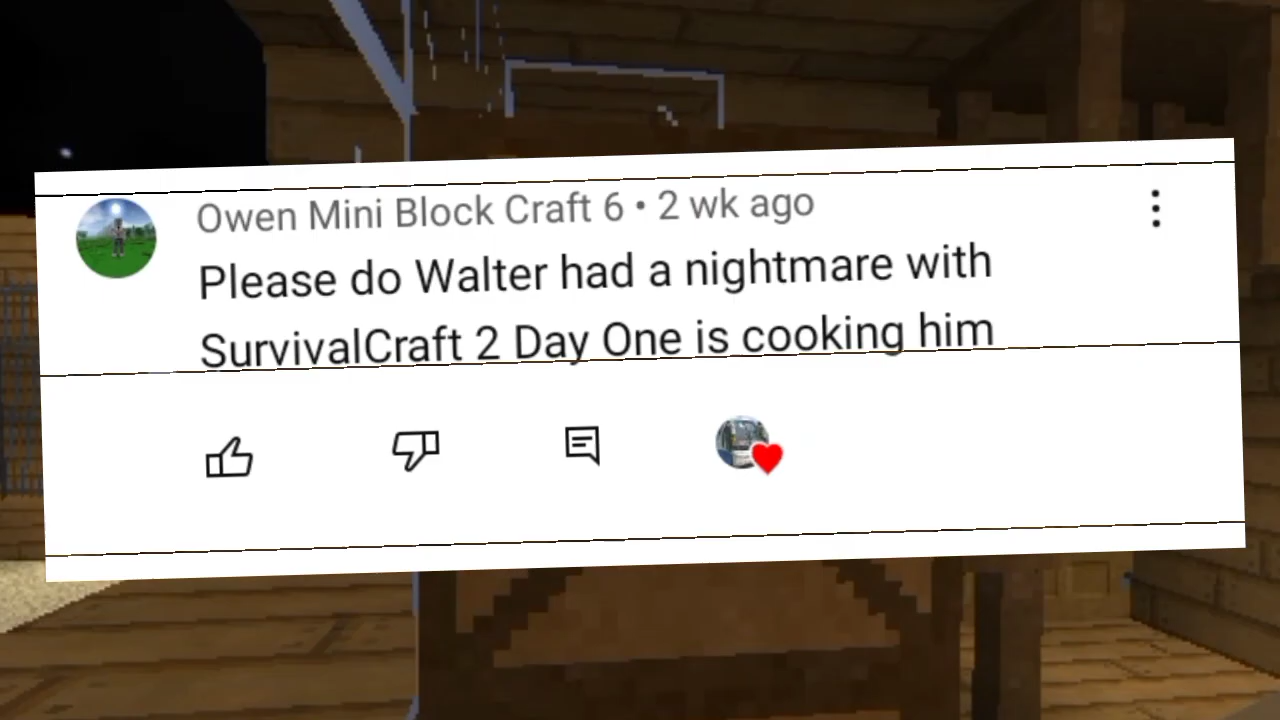 Owen Mini Block Craft 6 • 2 wk ago
Please do Walter had a nightmare with
SurvivalCraft 2 Day One is cooking him